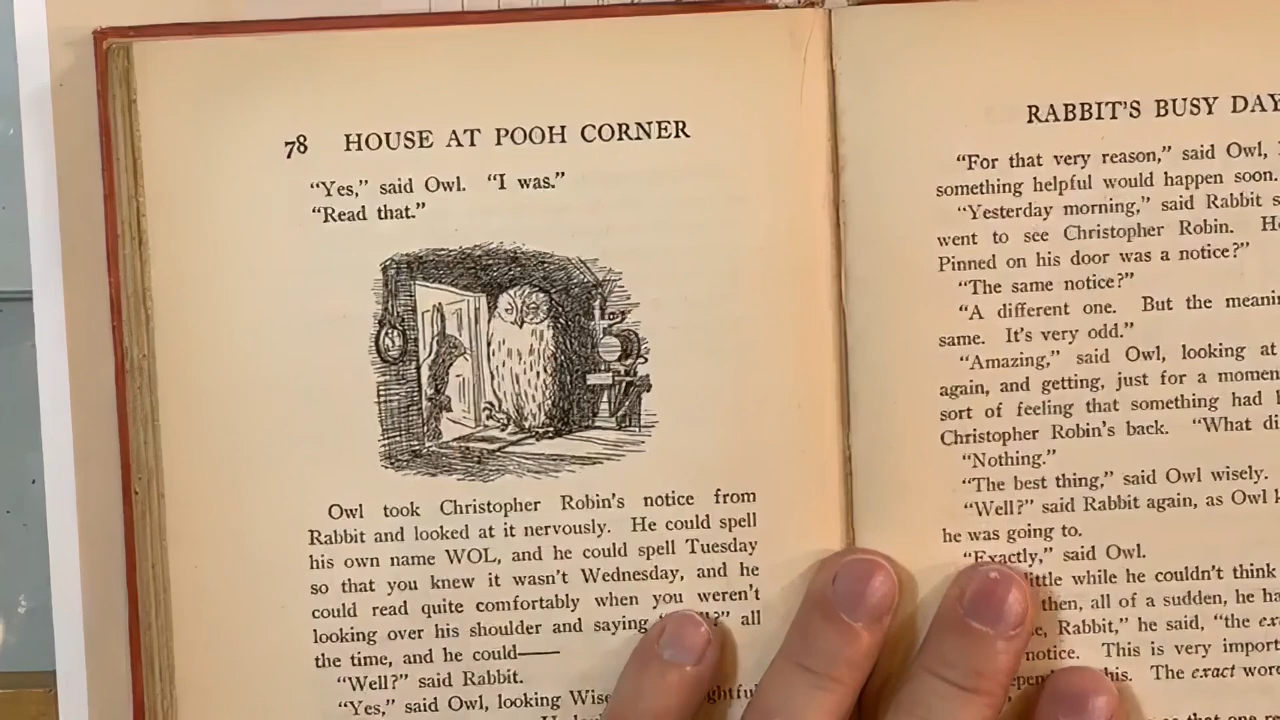 78 HOUSE AT POOH CORNER
“Yes,” said Owl. “I was.”
“Read that.”
Owl took Christopher Robin's notice from
Rabbit and looked at it nervously. He could spell
his own name WOL, and he could spell Tuesday
so that you knew it wasn't Wednesday, and he
could read quite comfortably when you weren't
looking over his shoulder and saying all
the time, and he could——
“Well?” said Rabbit.
“Yes,” said Owl, looking
RABBIT'S BUSY DAY
“For that very reason,” said Owl,
something helpful would happen soon.
“Yesterday morning,” said Rabbit
went to see Christopher Robin.
Pinned on his door was a notice?”
“The same notice?”
“A different one. But the
same. It's very odd.”
“Amazing,” said Owl, looking at
again, and getting, just for a
sort of feeling that something had
Christopher Robin's back. “What
“Nothing.”
“The best thing,” said Owl wisely.
“Well?” said Rabbit again, as Owl
he was going to.
“Exactly,” said Owl.
little while he couldn't think
then, all of a sudden, he
Rabbit,” he said, “the
notice. This is very
this. The exact